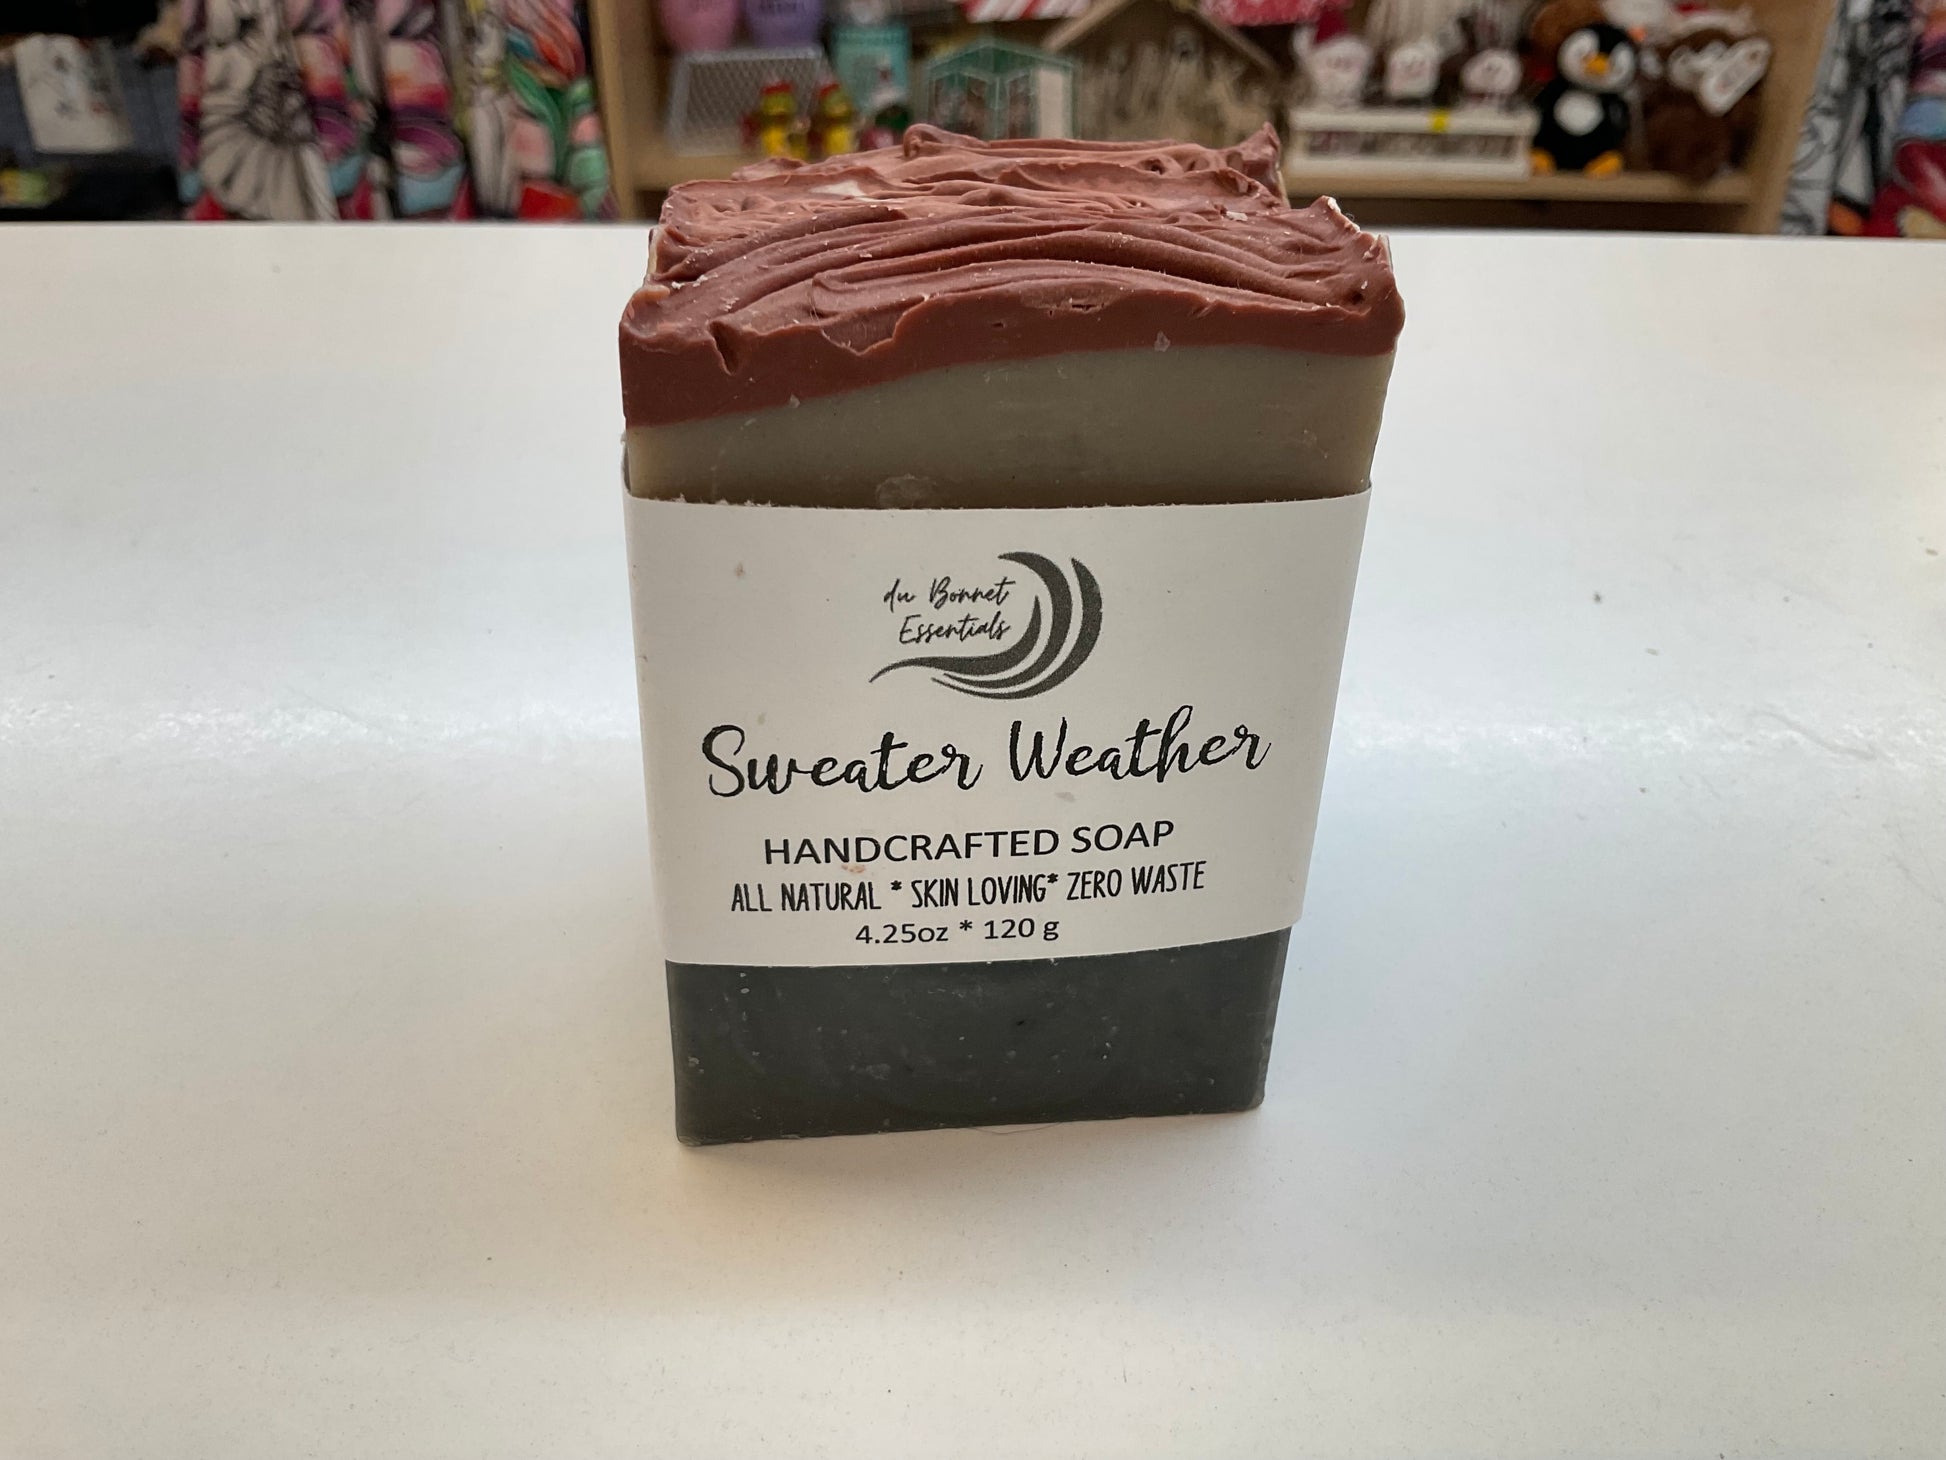 du Bonnet
Essentials
Sweater Weather
HANDCRAFTED SOAP
ALL NATURAL * SKIN LOVING* ZERO WASTE
4.25oz * 120 g